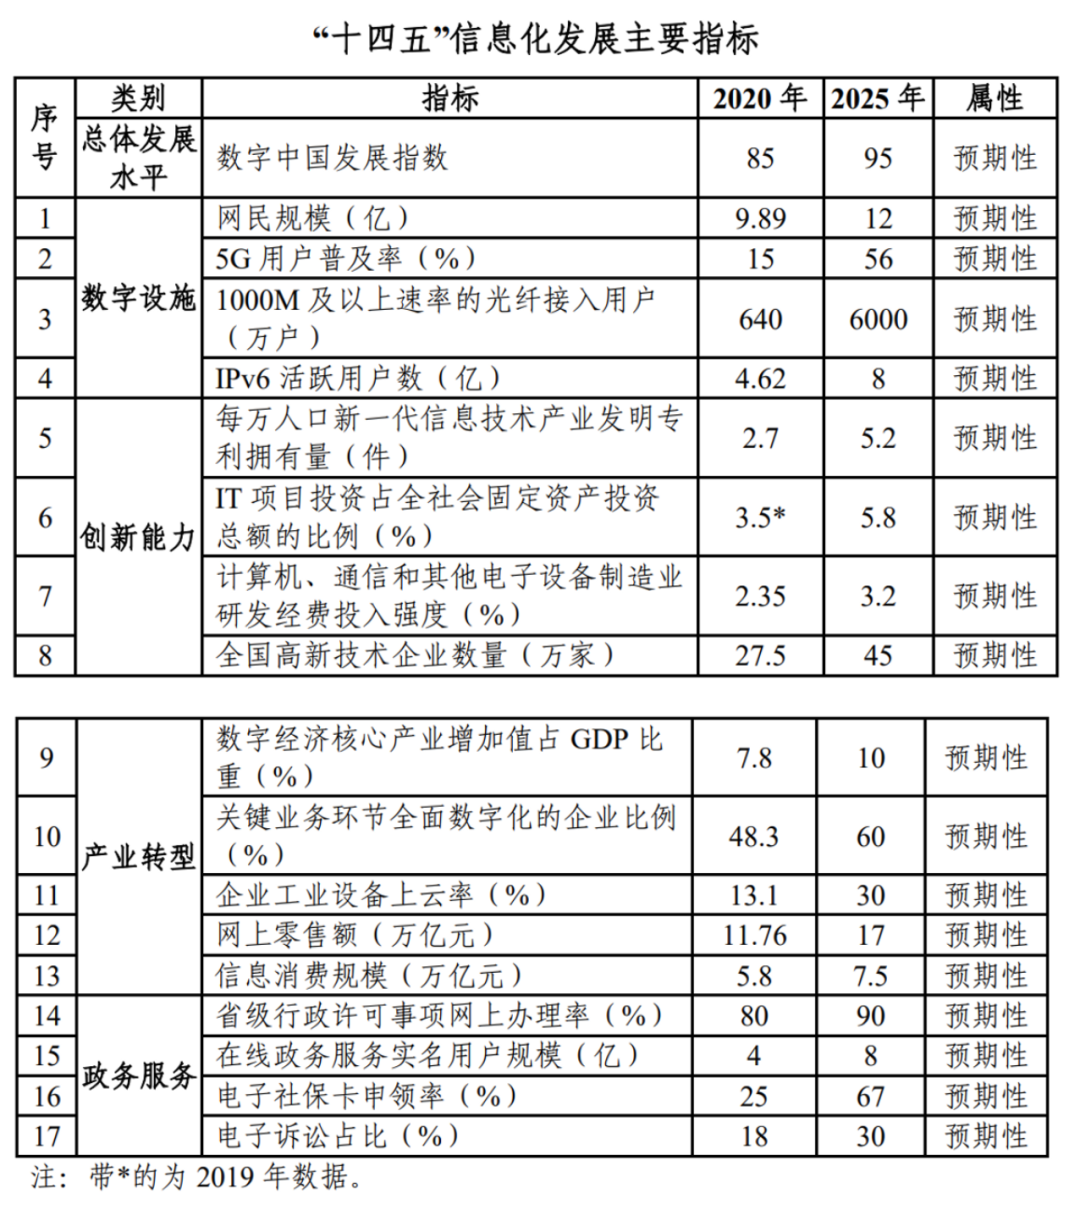 “十四五”信息化发展主要指标
序号 类别 指标 2020 年 2025 年 属性
总体发展
水平 数字中国发展指数 85 95 预期性
1 数字设施 网民规模（亿） 9.89 12 预期性
2 5G 用户普及率（%） 15 56 预期性
3 1000M 及以上速率的光纤接入用户
（万户） 640 6000 预期性
4 IPv6 活跃用户数（亿） 4.62 8 预期性
5 创新能力 每万人口新一代信息技术产业发明专
利拥有量（件） 2.7 5.2 预期性
6 IT 项目投资占全社会固定资产投资
总额的比例（%） 3.5* 5.8 预期性
7 计算机、通信和其他电子设备制造业
研发经费投入强度（%） 2.35 3.2 预期性
8 全国高新技术企业数量（万家） 27.5 45 预期性
9 产业转型 数字经济核心产业增加值占 GDP 比
重（%） 7.8 10 预期性
10 关键业务环节全面数字化的企业比例
（%） 48.3 60 预期性
11 企业工业设备上云率（%） 13.1 30 预期性
12 网上零售额（万亿元） 11.76 17 预期性
13 信息消费规模（万亿元） 5.8 7.5 预期性
14 政务服务 省级行政许可事项网上办理率（%） 80 90 预期性
15 在线政务服务实名用户规模（亿） 4 8 预期性
16 电子社保卡申领率（%） 25 67 预期性
17 电子诉讼占比（%） 18 30 预期性
注：带*的为 2019 年数据。